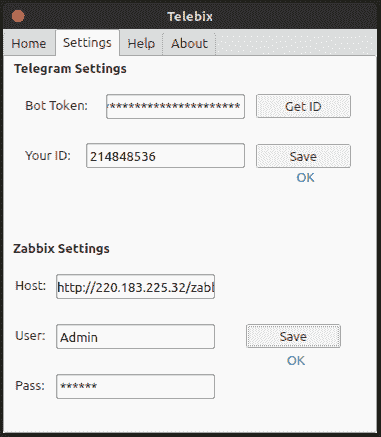 Telebix
Home Settings Help About
Telegram Settings
Bot Token: ********************* Get ID
Your ID: 214848536 Save
OK
Zabbix Settings
Host: http://220.183.225.32/zabb
User: Admin Save
OK
Pass: ******